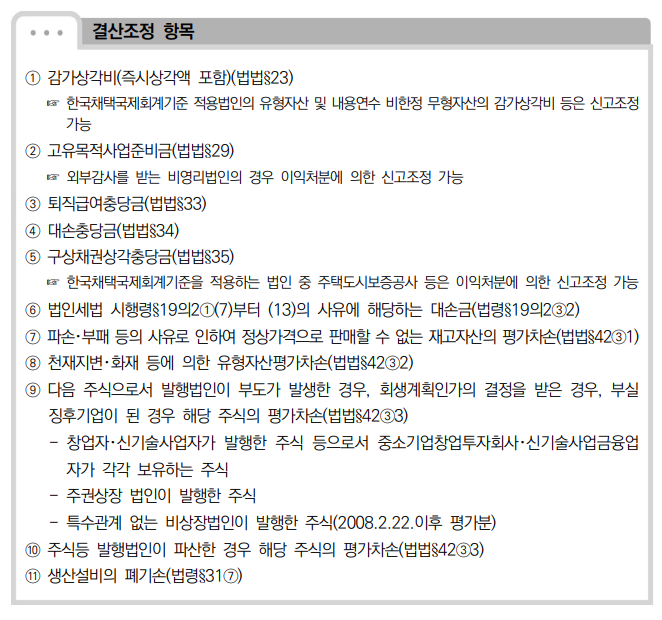 결산조정 항목
① 감가상각비(즉시상각액 포함)(법법§23)
☞ 한국채택국제회계기준 적용법인의 유형자산 및 내용연수 비한정 무형자산의 감가상각비 등은 신고조정
가능
② 고유목적사업준비금(법법§29)
☞ 외부감사를 받는 비영리법인의 경우 이익처분에 의한 신고조정 가능
③ 퇴직급여충당금(법법§33)
④ 대손충당금(법법§34)
⑤ 구상채권상각충당금(법법§35)
☞ 한국채택국제회계기준을 적용하는 법인 중 주택도시보증공사 등은 이익처분에 의한 신고조정 가능
⑥ 법인세법 시행령§19의2①(7)부터 (13)의 사유에 해당하는 대손금(법령§19의2③2)
⑦ 파손·부패 등의 사유로 인하여 정상가격으로 판매할 수 없는 재고자산의 평가차손(법법§42③1)
⑧ 천재지변·화재 등에 의한 유형자산평가차손(법법§42③2)
⑨ 다음 주식으로서 발행법인이 부도가 발생한 경우, 회생계획인가의 결정을 받은 경우, 부실
징후기업이 된 경우 해당 주식의 평가차손(법법§42③3)
- 창업자·신기술사업자가 발행한 주식 등으로서 중소기업창업투자회사·신기술사업금융업
자가 각각 보유하는 주식
- 주권상장 법인이 발행한 주식
- 특수관계 없는 비상장법인이 발행한 주식(2008.2.22.이후 평가분)
⑩ 주식등 발행법인이 파산한 경우 해당 주식의 평가차손(법법§42③3)
⑪ 생산설비의 폐기손(법령§31⑦)